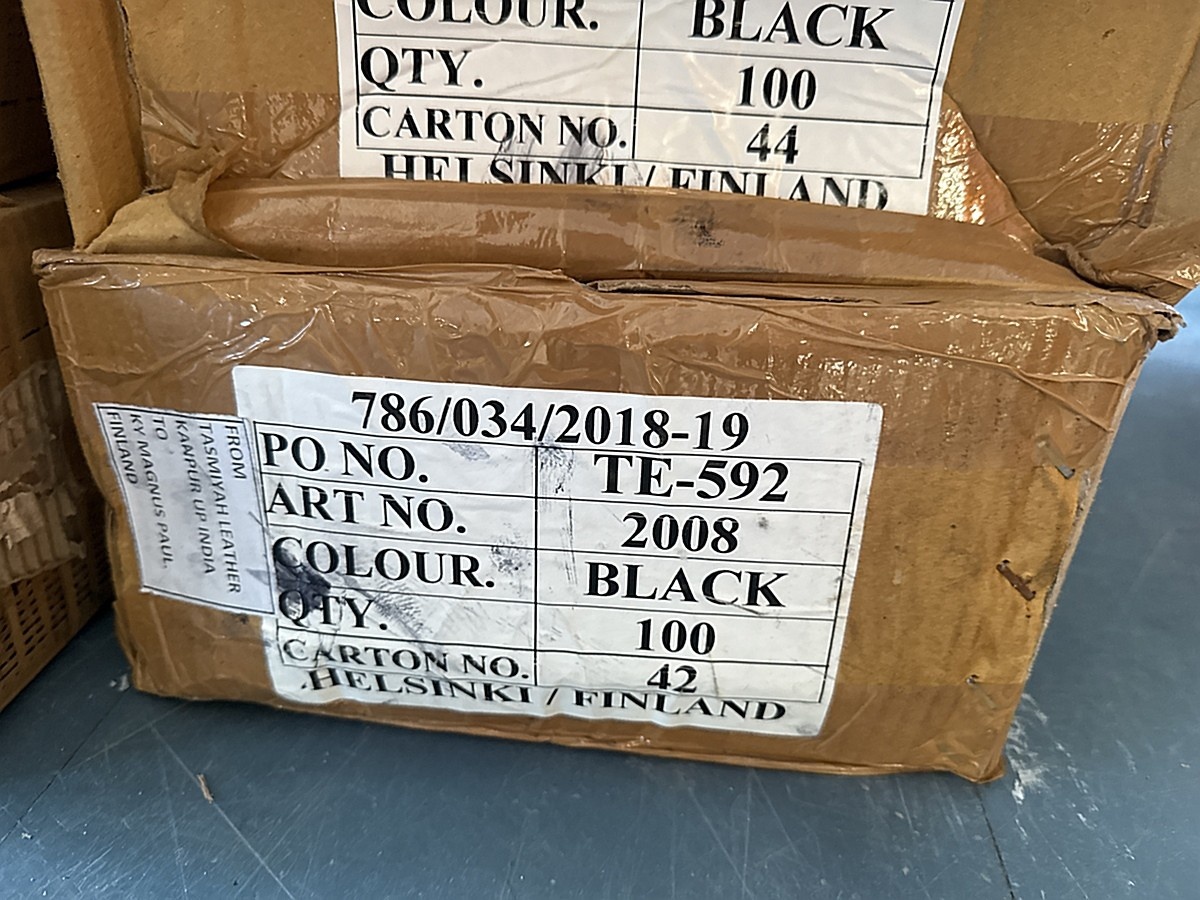 COLOUR. BLACK
QTY. 100
CARTON NO. 44
HELSINKI / FINLAND
786/034/2018-19
PO NO. TE-592
ART NO. 2008
COLOUR. BLACK
QTY. 100
CARTON NO. 42
HELSINKI / FINLAND
FROM
TASMIYAH LEATHER
KANPUR UP INDIA
TO
KY MAGNUS PAUL
FINLAND